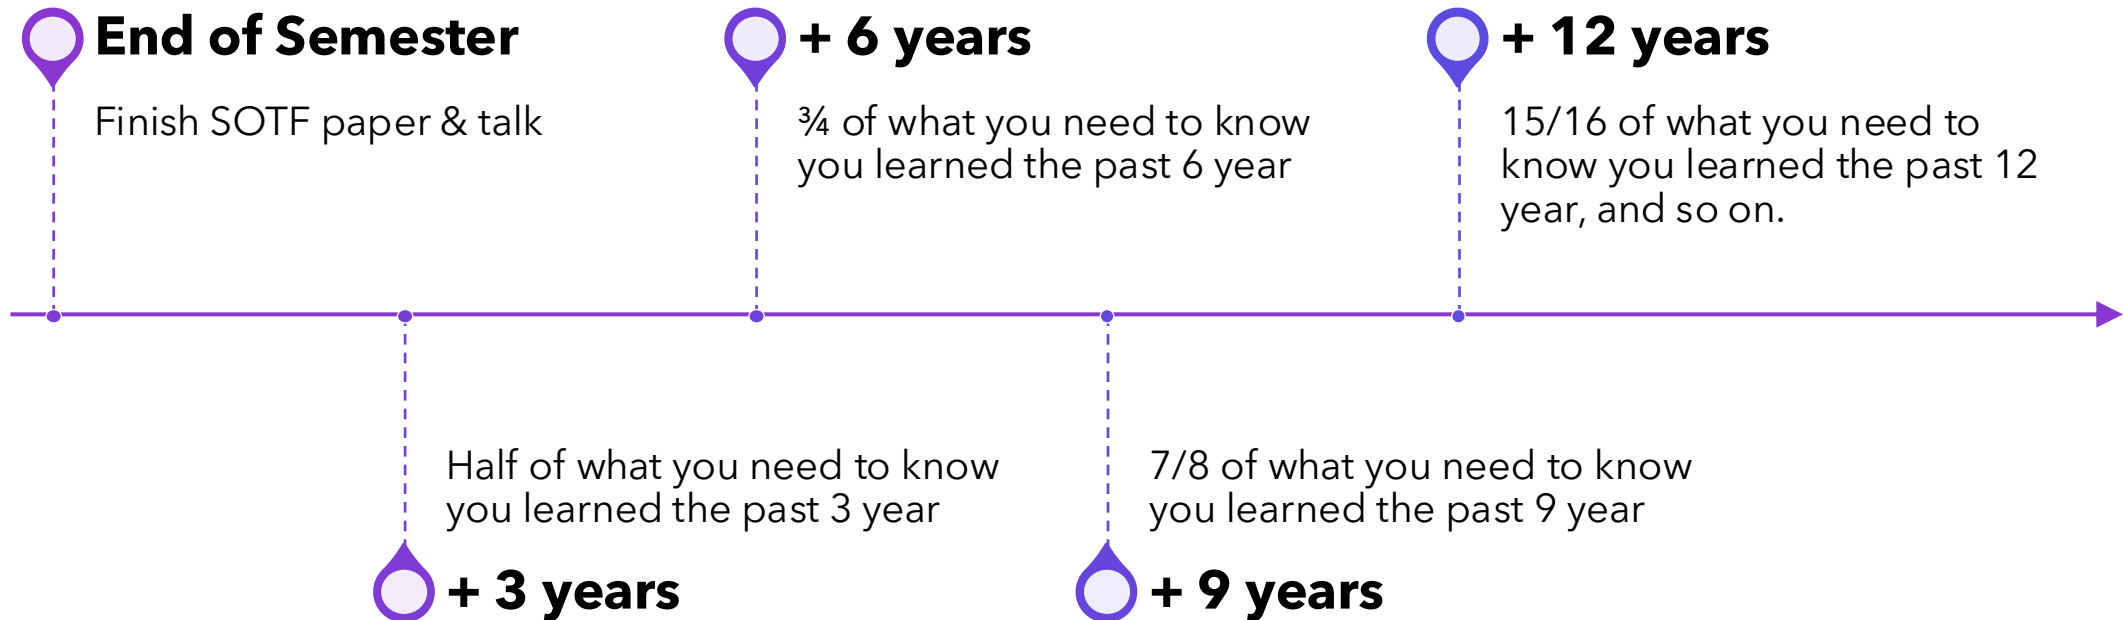 End of Semester
Finish SOTF paper & talk
+ 3 years
Half of what you need to know
you learned the past 3 year
+ 6 years
¾ of what you need to know
you learned the past 6 year
+ 9 years
7/8 of what you need to know
you learned the past 9 year
+ 12 years
15/16 of what you need to
know you learned the past 12
year, and so on.